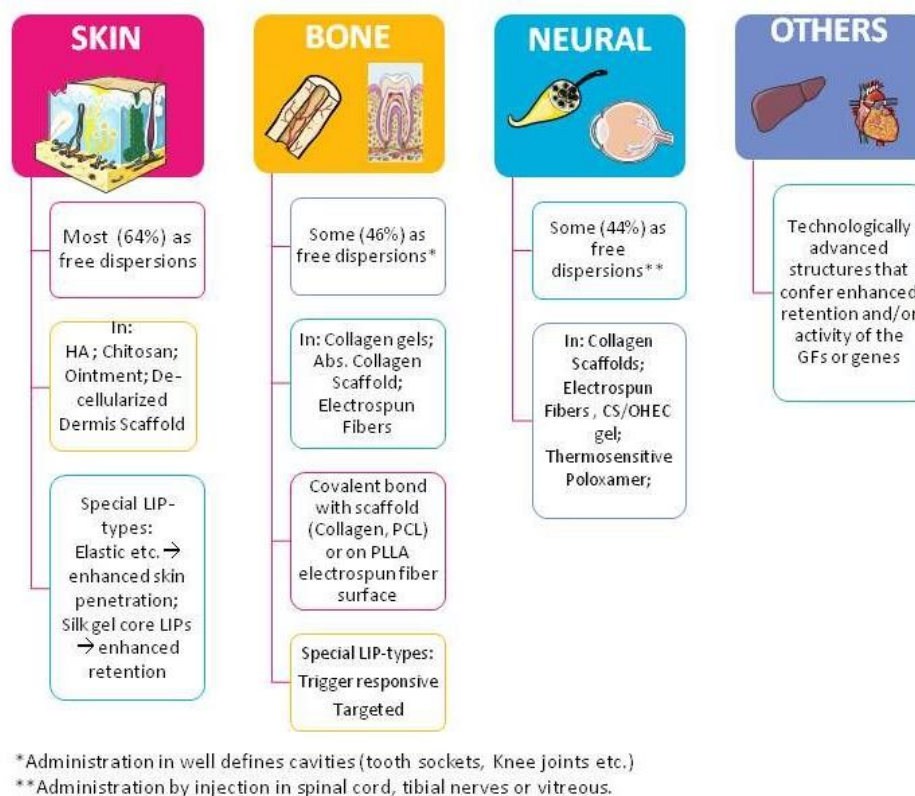 SKIN
Most (64%) as
free dispersions
In:
HA ; Chitosan;
Ointment; De-
cellularized
Dermis Scaffold
Special LIP-
types:
Elastic etc. →
enhanced skin
penetration;
Silk gel core LIPs
→ enhanced
retention
BONE
Some (46%) as
free dispersions*
In: Collagen gels;
Abs. Collagen
Scaffold;
Electrospun
Fibers
Covalent bond
with scaffold
(Collagen, PCL)
or on PLLA
electrospun fiber
surface
Special LIP-types:
Trigger responsive
Targeted
NEURAL
Some (44%) as
free
dispersions**
In: Collagen
Scaffolds;
Electrospun
Fibers , CS/OHEC
gel;
Thermosensitive
Poloxamer;
OTHERS
Technologically
advanced
structures that
confer enhanced
retention and/or
activity of the
GFs or genes
*Administration in well defines cavities (tooth sockets, Knee joints etc.)
**Administration by injection in spinal cord, tibial nerves or vitreous.